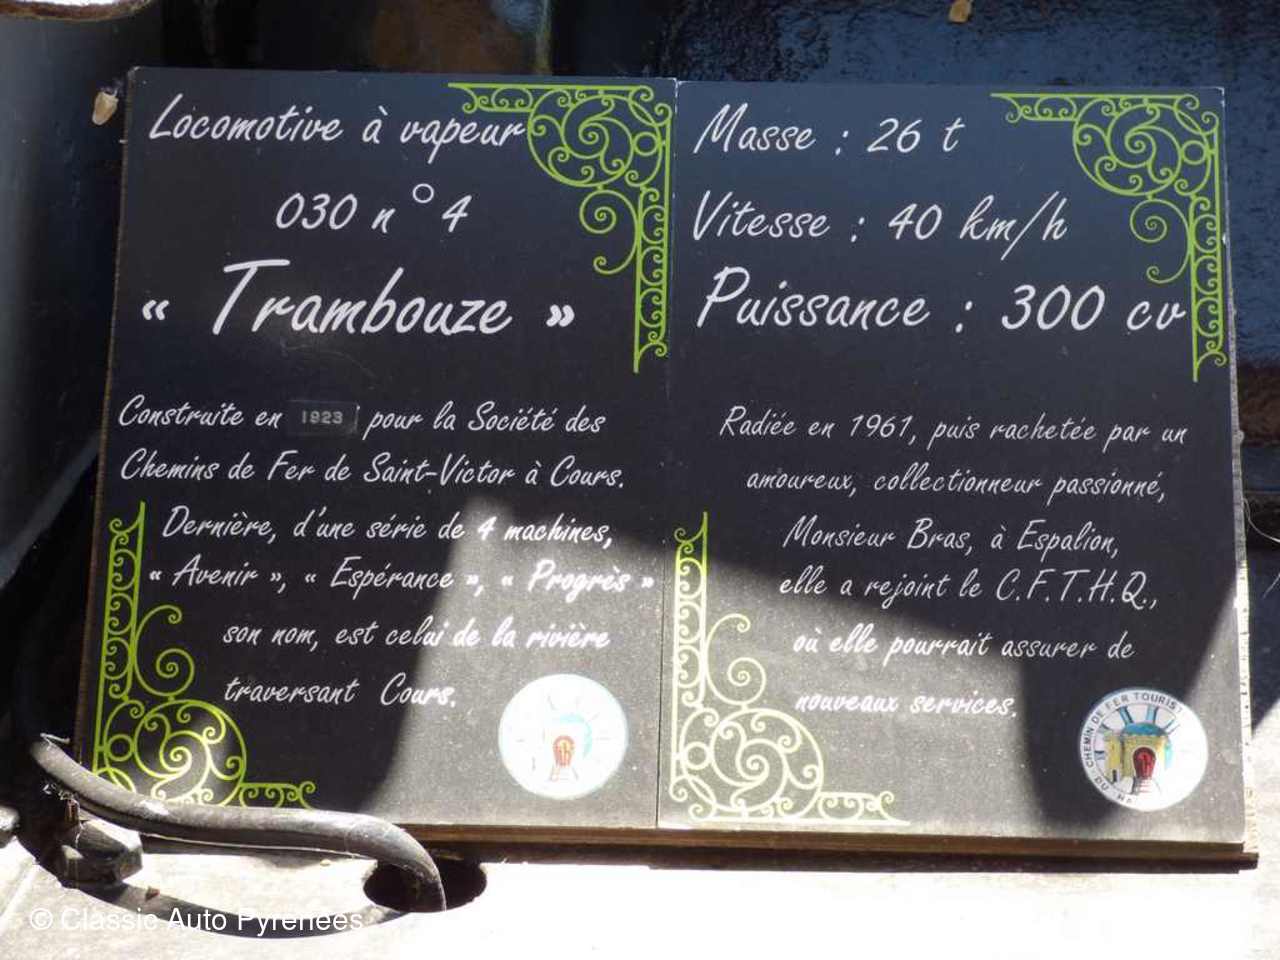 Locomotive à vapeur
030 n° 4
« Trambouze »
Construite en 1923 pour la Société des
Chemins de Fer de Saint-Victor à Cours.
Dernière, d'une série de 4 machines,
« Avenir », « Espérance », « Progrès »
son nom, est celui de la rivière
traversant Cours.
Masse : 26 t
Vitesse : 40 km/h
Puissance : 300 cv
Radiée en 1961, puis rachetée par un
amoureux, collectionneur passionné,
Monsieur Bras, à Espalion,
elle a rejoint le C.F.T.H.Q.,
où elle pourrait assurer de
nouveaux services.
CHEMIN DE FER TOURIST
DU
© Classic Auto Pyrenees